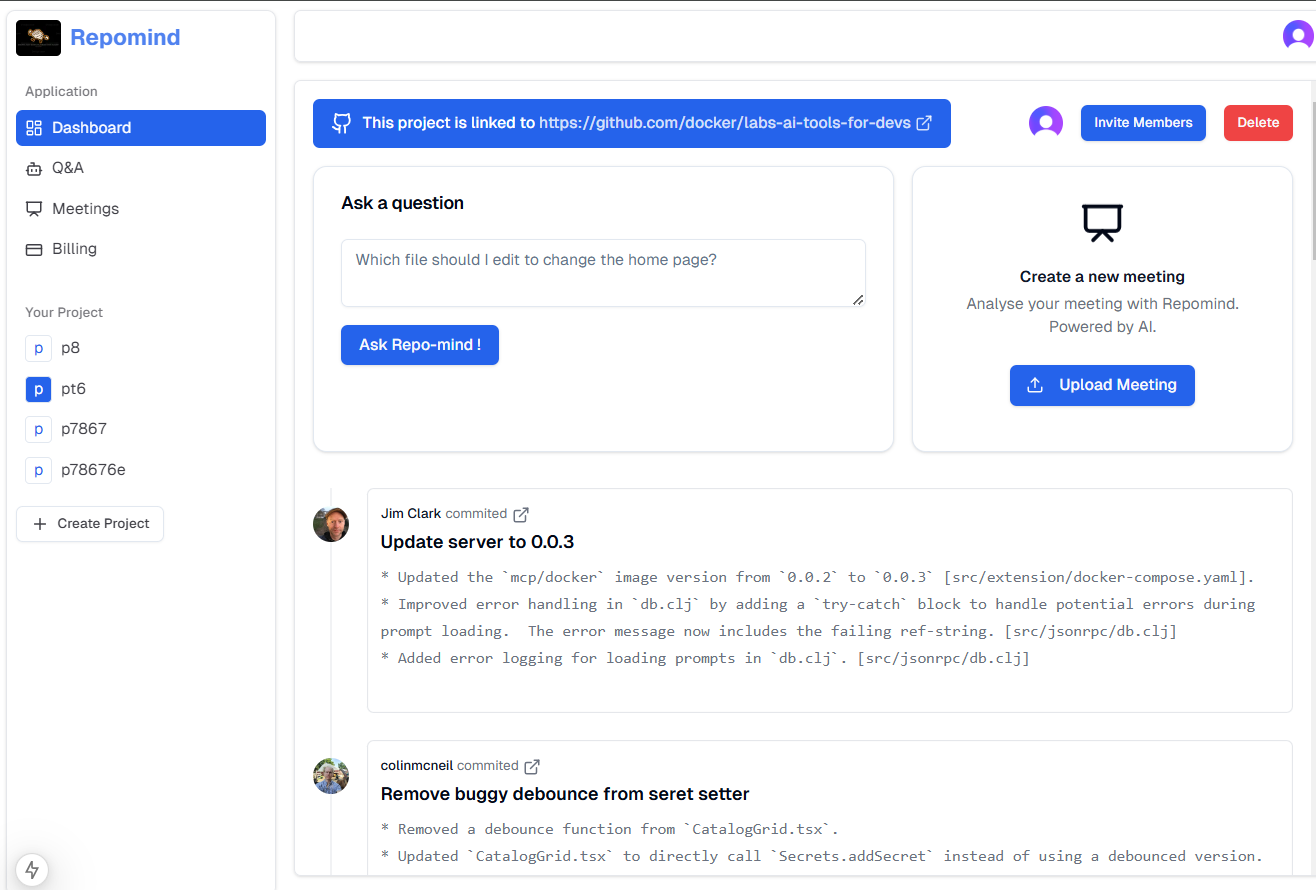 Repomind
Application
Dashboard
Q&A
Meetings
Billing
Your Project
p p8
p pt6
p p7867
p p78676e
Create Project
This project is linked to https://github.com/docker/labs-ai-tools-for-devs
Invite Members
Delete
Ask a question
Which file should I edit to change the home page?
Ask Repo-mind !
Create a new meeting
Analyse your meeting with Repomind.
Powered by AI.
Upload Meeting
Jim Clark commited
Update server to 0.0.3
* Updated the `mcp/docker` image version from `0.0.2` to `0.0.3` [src/extension/docker-compose.yaml].
* Improved error handling in `db.clj` by adding a `try-catch` block to handle potential errors during
prompt loading.  The error message now includes the failing ref-string. [src/jsonrpc/db.clj]
* Added error logging for loading prompts in `db.clj`. [src/jsonrpc/db.clj]
colinmcneil commited
Remove buggy debounce from seret setter
* Removed a debounce function from `CatalogGrid.tsx`.
* Updated `CatalogGrid.tsx` to directly call `Secrets.addSecret` instead of using a debounced version.